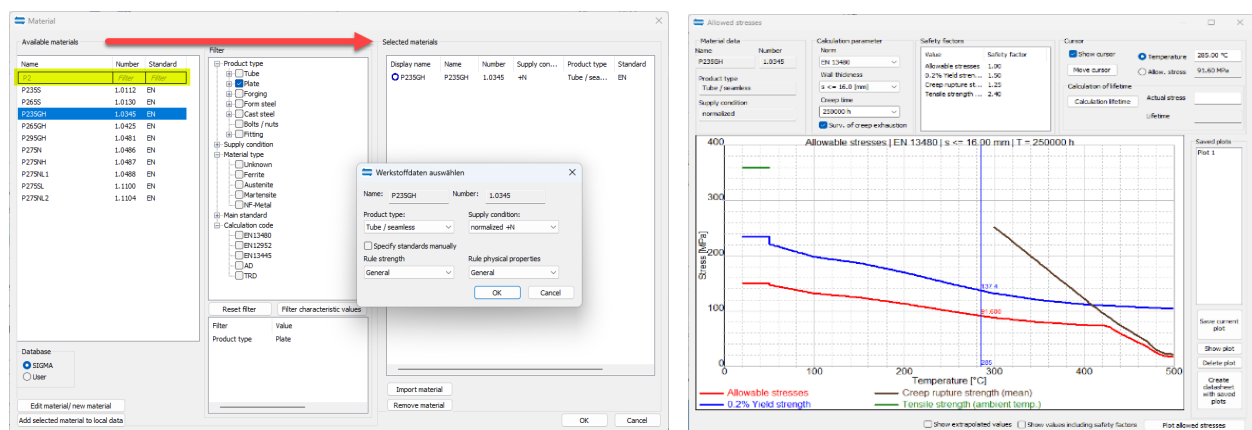 Material
Available materials
Name Number Standard
P2 Filter Filter
P235S 1.0112 EN
P265S 1.0130 EN
P235GH 1.0345 EN
P265GH 1.0425 EN
P295GH 1.0481 EN
P275N 1.0486 EN
P275NH 1.0487 EN
P275NL1 1.0488 EN
P275SL 1.1100 EN
P275NL2 1.1104 EN
Database
SIGMA
User
Edit material/ new material
Add selected material to local data
Filter
Product type
Tube
Plate
Forging
Form steel
Cast steel
Bolts / nuts
Fitting
Supply condition
Material type
Unknown
Ferrite
Austenite
Martensite
NF-Metal
Main standard
Calculation code
EN13480
EN12952
EN13445
AD
TRD
Reset filter Filter characteristic values
Filter Value
Product type Plate
Selected materials
Display name Name Number Supply con... Product type Standard
P235GH P235GH 1.0345 +N Tube / sea... EN
Import material
Remove material
OK Cancel
Werkstoffdaten auswählen
Name: P235GH Number: 1.0345
Product type: Supply condition:
Tube / seamless normalized +N
Specify standards manually
Rule strength Rule physical properties
General General
OK Cancel
Allowed stresses
Material data
Name Number
P235GH 1.0345
Product type
Tube / seamless
Supply condition
normalized
Calculation parameter
Norm
EN 13480
Wall thickness
s <= 16.0 [mm]
Creep time
250000 h
Surv. of creep exhaustion
Safety factors
Value Safety factor
Allowable stresses 1.00
0.2% Yield stren... 1.50
Creep rupture st... 1.25
Tensile strength ... 2.40
Cursor
Show cursor Temperature 285.00 °C
Move cursor Allow. stress 91.60 MPa
Calculation of lifetime
Calculation lifetime Actual stress
Lifetime
Allowable stresses | EN 13480 | s <= 16.00 mm | T = 250000 h
400
300
200
100
0
Stress [MPa]
137.4
91.600
285
100 200 300 400 500
Temperature [°C]
Allowable stresses Creep rupture strength (mean)
0.2% Yield strength Tensile strength (ambient temp.)
Saved plots
Plot 1
Save current
plot
Show plot
Delete plot
Create
datasheet
with saved
plots
Show extrapolated values Show values including safety factors Plot allowed stresses